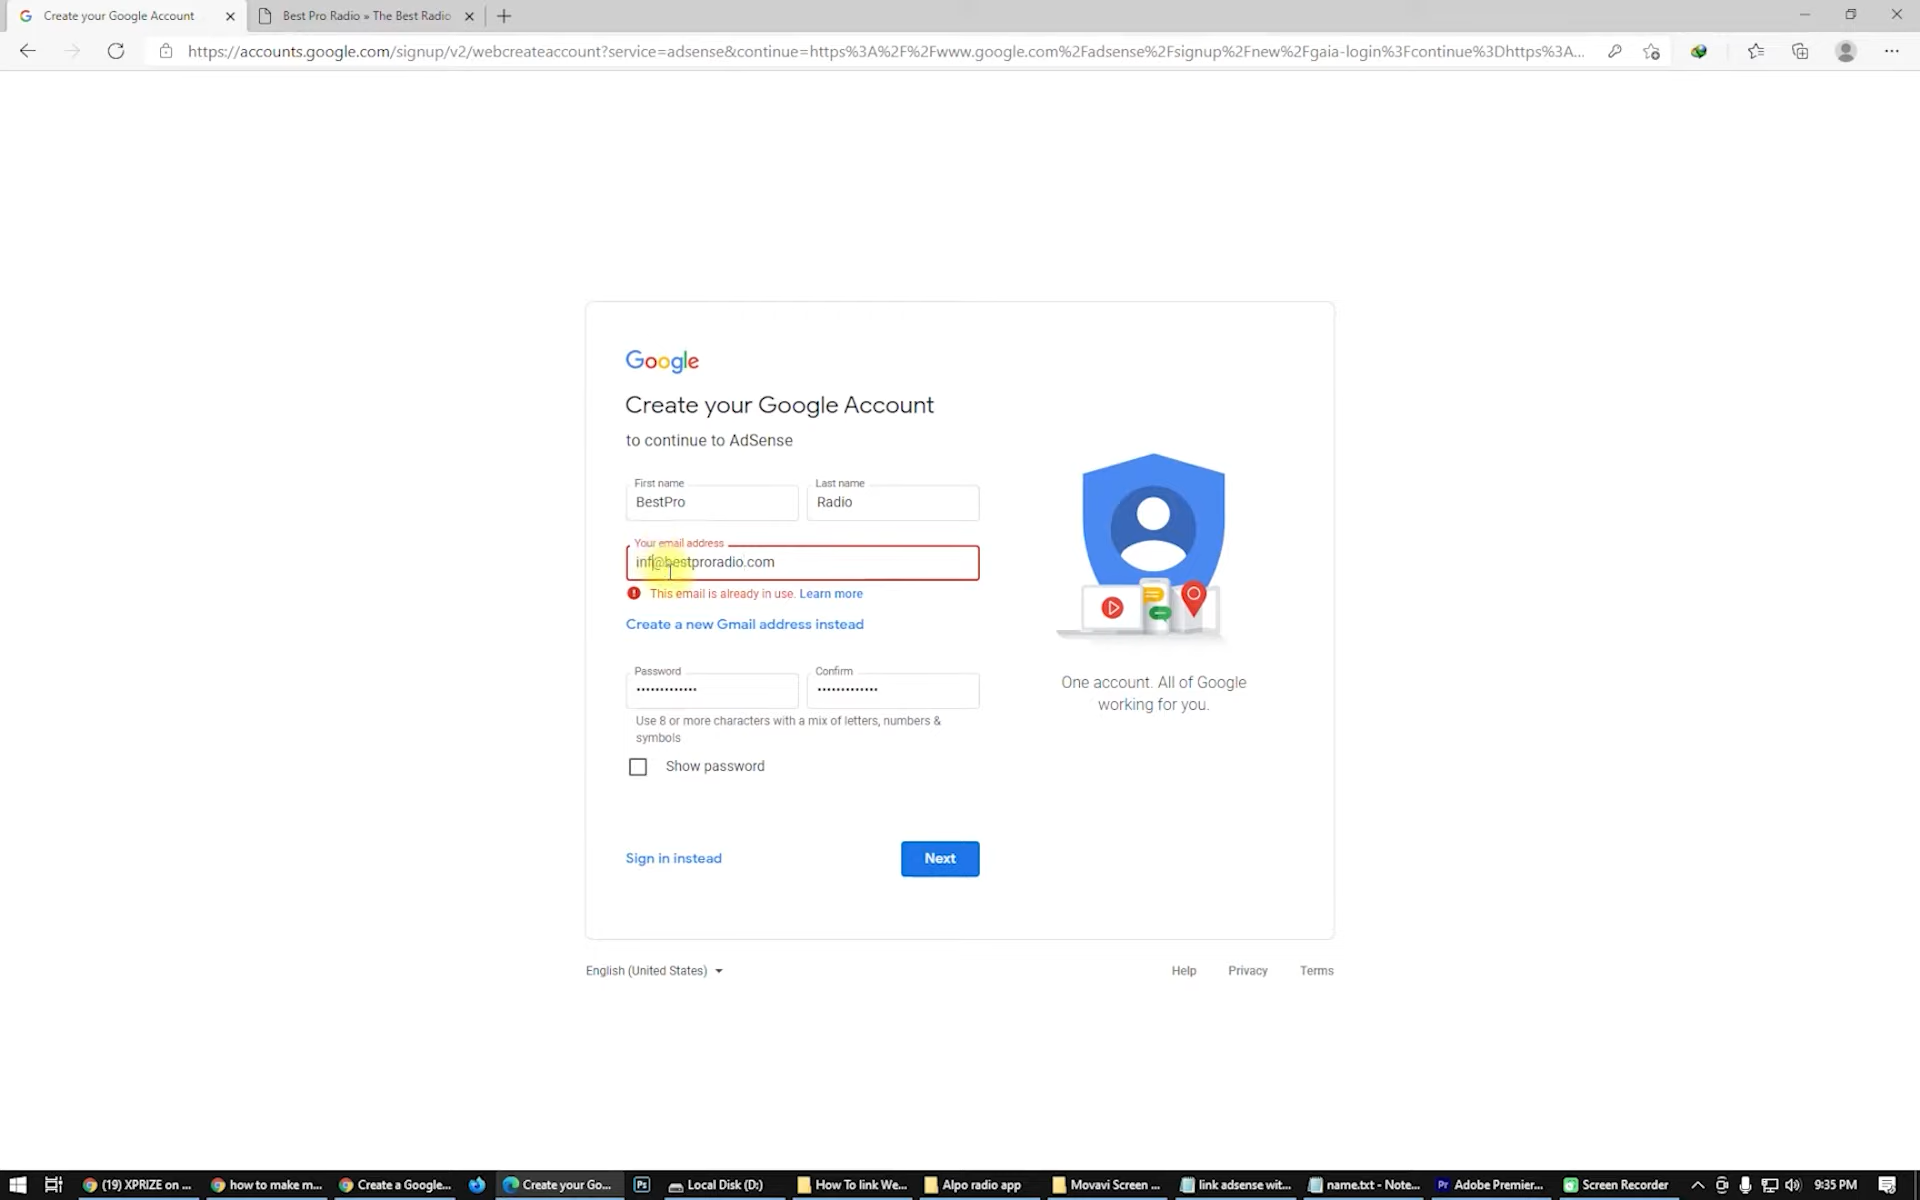 Create your Google Account
Best Pro Radio » The Best Radio
https://accounts.google.com/signup/v2/webcreateaccount?service=adsense&continue=https%3A%2F%2Fwww.google.com%2Fadsense%2Fsignup%2Fnew%2Fgaia-login%3Fcontinue%3Dhttps%3A...
Google
Create your Google Account
to continue to AdSense
First name
Last name
BestPro
Radio
Your email address
inf@bestproradio.com
This email is already in use. Learn more
Create a new Gmail address instead
Password
Confirm
Use 8 or more characters with a mix of letters, numbers &
symbols
Show password
Sign in instead
Next
One account. All of Google
working for you.
English (United States)
Help
Privacy
Terms
(19) XPRIZE on ...
how to make m...
Create a Google...
Create your Go...
Ps
Local Disk (D:)
How To link We...
Alpo radio app
Movavi Screen ...
link adsense wit...
name.txt - Note...
Pr
Adobe Premier...
Screen Recorder
9:35 PM